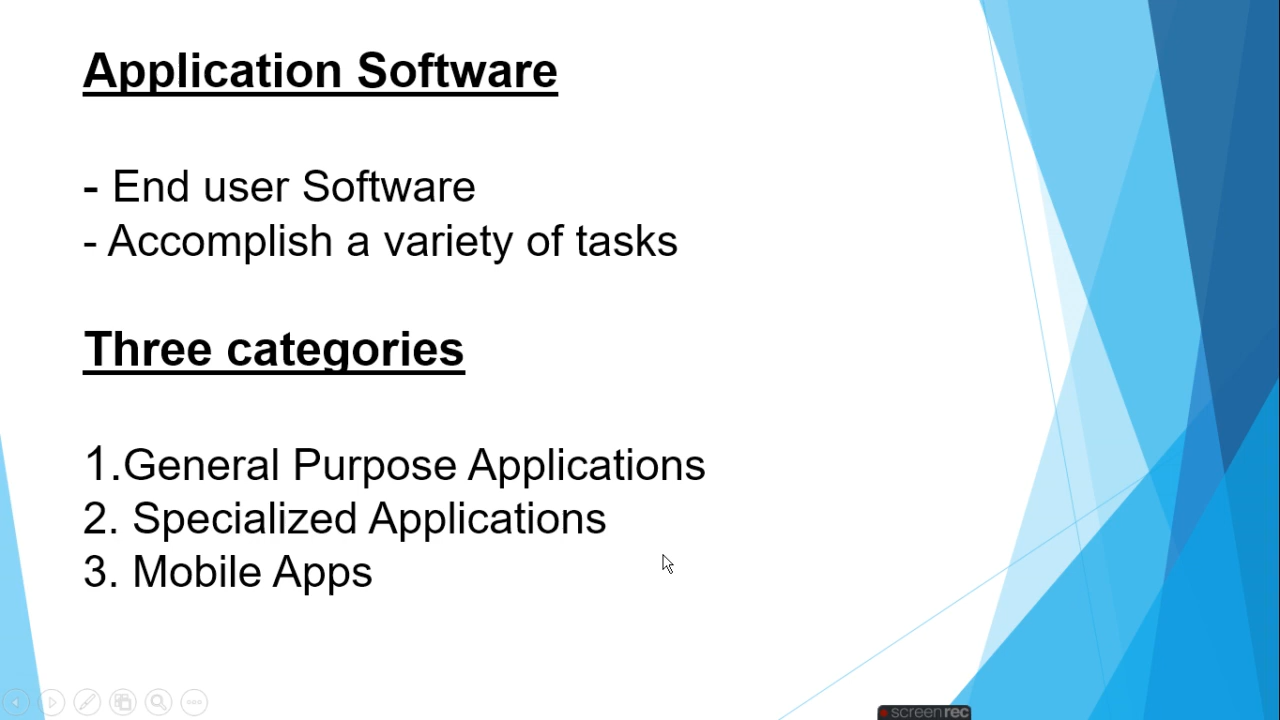 Application Software
- End user Software
- Accomplish a variety of tasks
Three categories
1.General Purpose Applications
2. Specialized Applications
3. Mobile Apps
screenrec